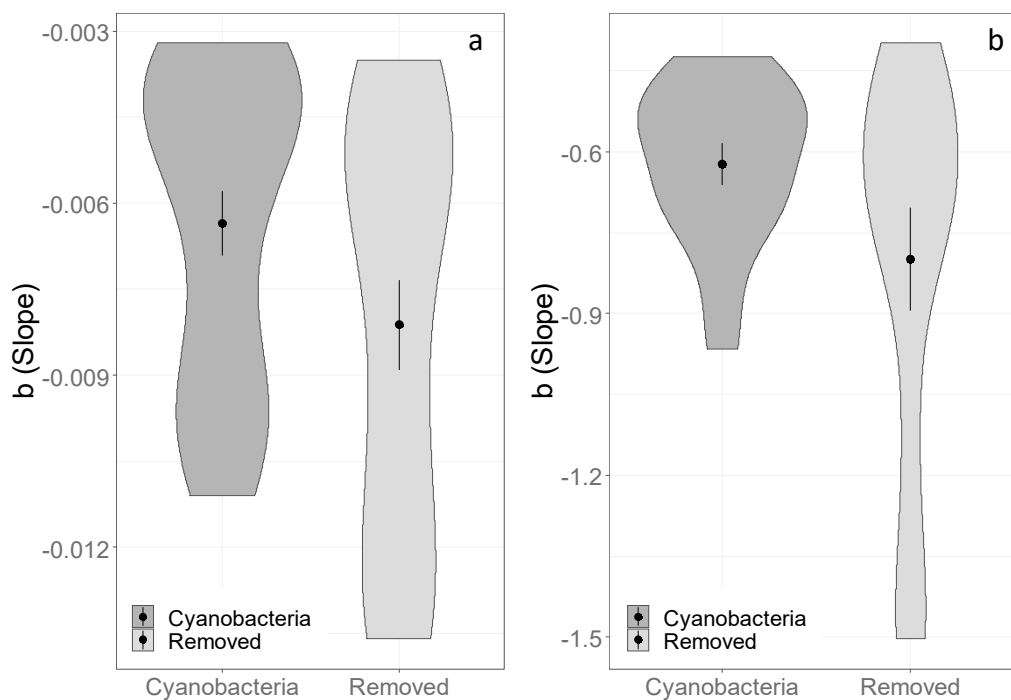 a
b (Slope)
-0.003
-0.006
-0.009
-0.012
Cyanobacteria
Removed
Cyanobacteria
Removed
b
b (Slope)
-0.6
-0.9
-1.2
-1.5
Cyanobacteria
Removed
Cyanobacteria
Removed